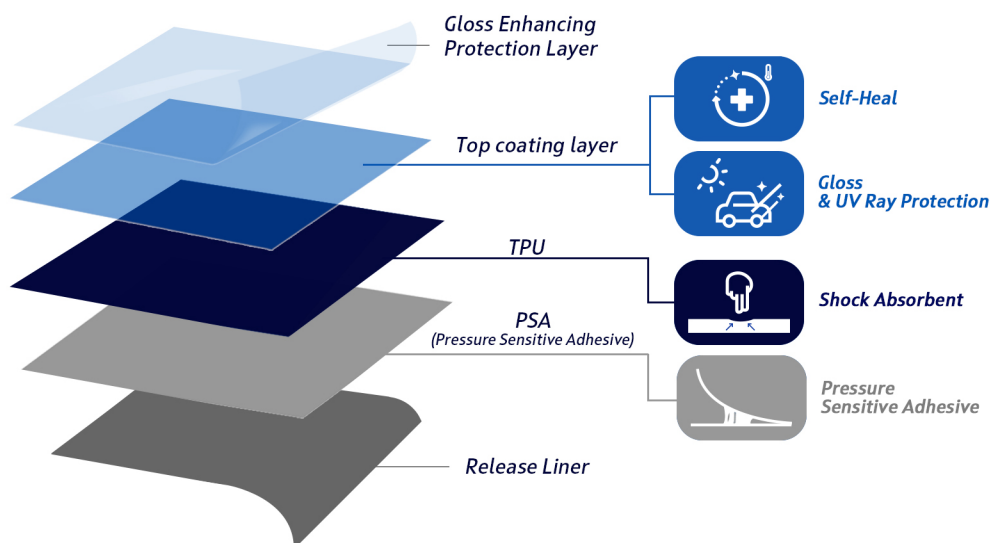 Gloss Enhancing
Protection Layer
Self-Heal
Top coating layer
Gloss
& UV Ray Protection
TPU
Shock Absorbent
PSA
(Pressure Sensitive Adhesive)
Pressure
Sensitive Adhesive
Release Liner